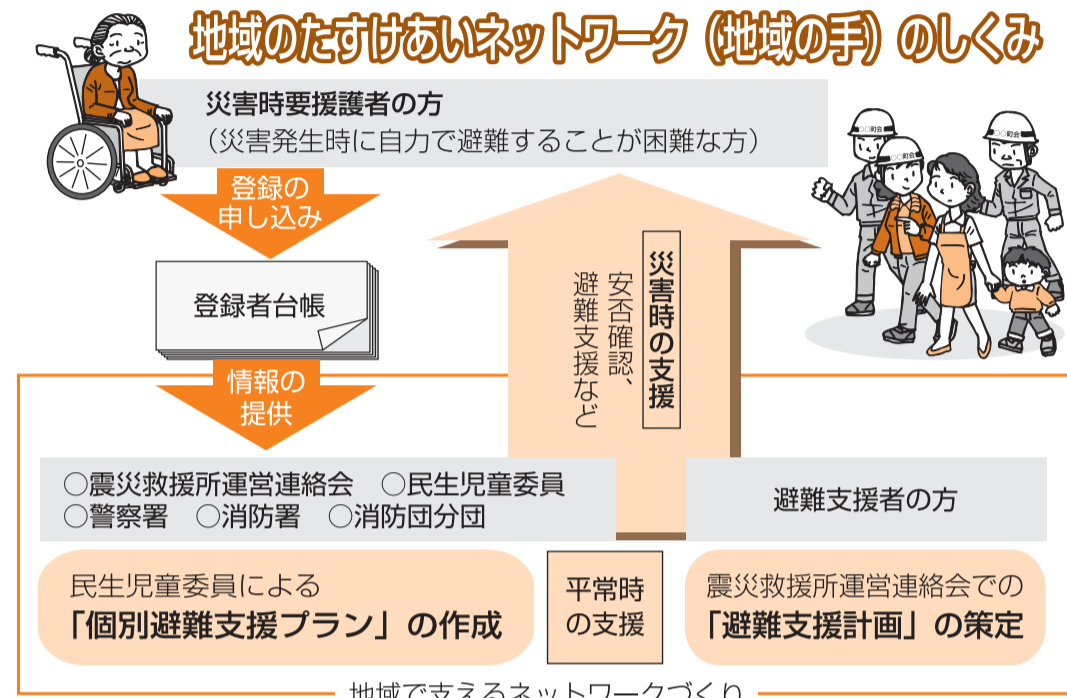 地域のたすけあいネットワーク（地域の手）のしくみ
災害時要援護者の方
（災害発生時に自力で避難することが困難な方）
登録の
申し込み
登録者台帳
情報の
提供
災害時の支援
安否確認、
避難支援など
○○町会
○○町会
○○町会
○震災救援所運営連絡会　○民生児童委員
○警察署　○消防署　○消防団分団
避難支援者の方
民生児童委員による
「個別避難支援プラン」の作成
平常時
の支援
震災救援所運営連絡会での
「避難支援計画」の策定
地域で支えるネットワークづくり